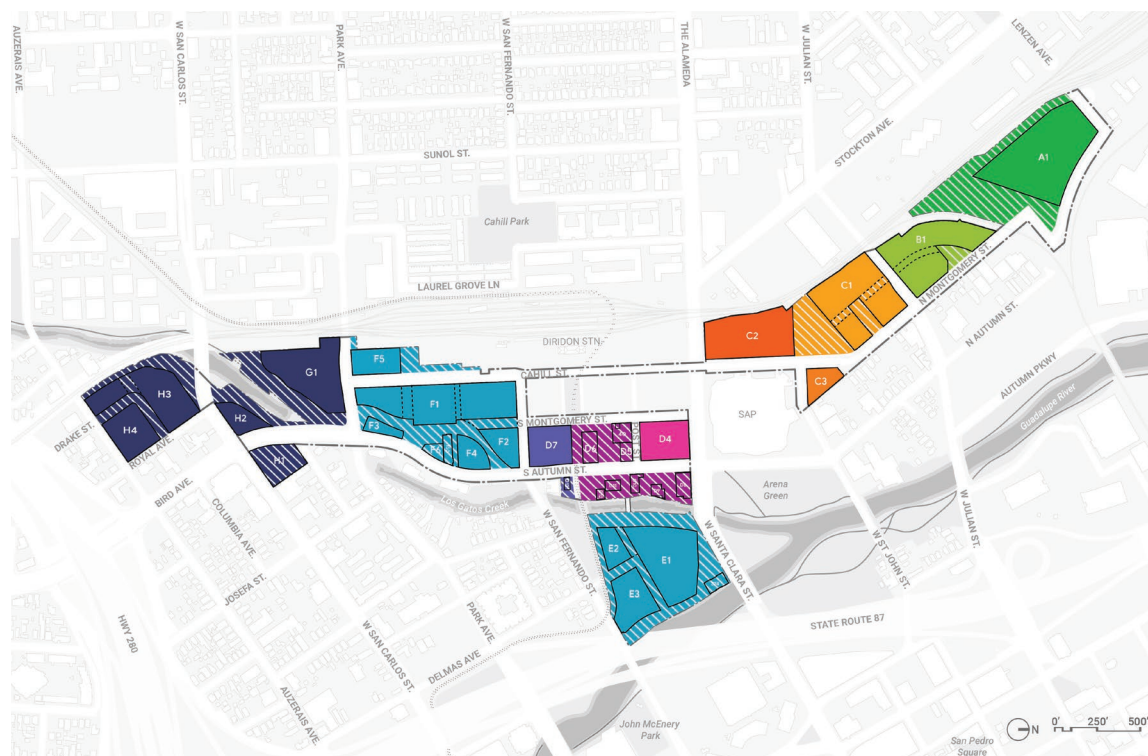 AUZERAIS AVE.
W SAN CARLOS ST.
PARK AVE.
W SAN FERNANDO ST.
THE ALAMEDA
W JULIAN ST.
LENZEN AVE.
STOCKTON AVE.
SUNOL ST.
Cahill Park
LAUREL GROVE LN
DIRIDON STN
CAHILL ST.
A1
B1
N MONTGOMERY ST.
C1
C2
C3
N AUTUMN ST.
AUTUMN PKWY
Guadalupe River
SAP
G1
F5
F1
S MONTGOMERY ST.
POST ST.
F3
F2
F4
D7
D6
D5
D4
S AUTUMN ST.
H3
H2
H4
H1
DRAKE ST.
ROYAL AVE.
BIRD AVE.
COLUMBIA AVE.
JOSEFA ST.
HWY 280
AUZERAIS AVE.
W SAN CARLOS ST.
PARK AVE.
DELMAS AVE
Los Gatos Creek
W SAN FERNANDO ST.
E2
E1
E3
W SANTA CLARA ST.
Arena
Green
W ST JOHN ST.
W JULIAN ST.
STATE ROUTE 87
John McEnery
Park
San Pedro
Square
N
0' 250' 500'